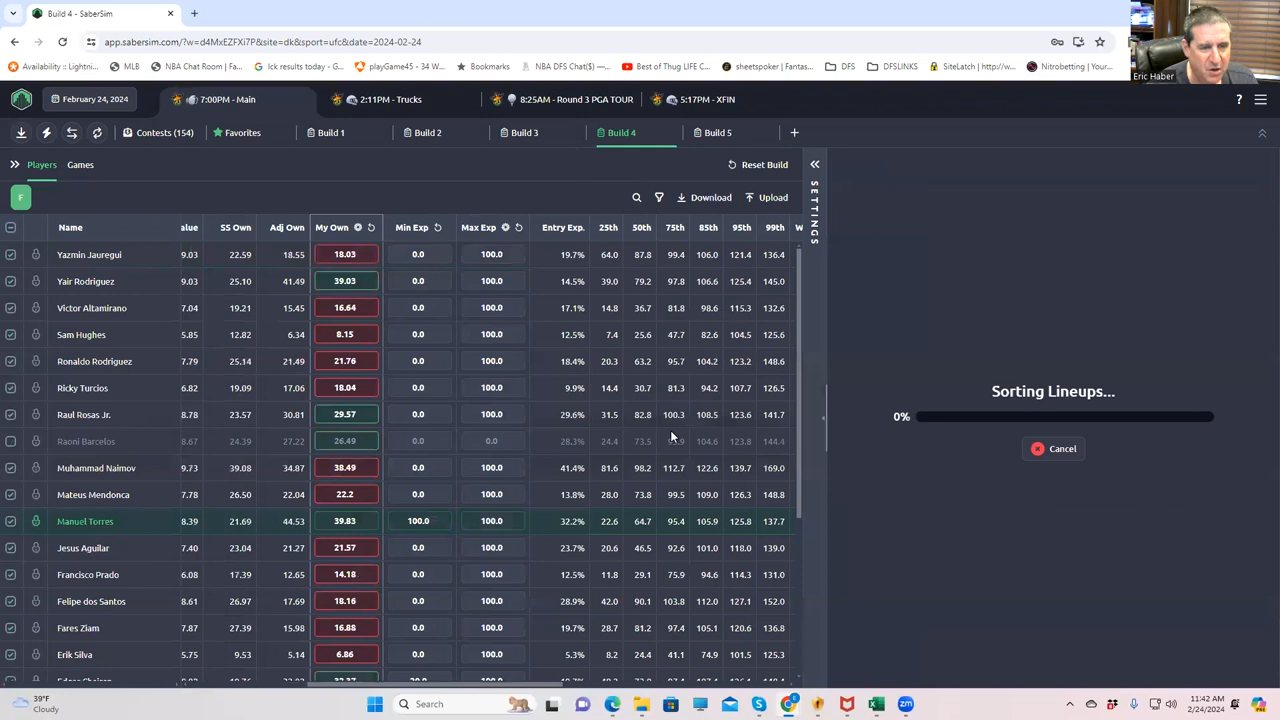 Build 4 - SaberSim
app.sabersim.com/?w=d4MxEZFXi7P&site=dk&sport=ufc&date=2024-02-24
Availability :: Lightni... MLB NBA Chat Room / Fa... lck results today - G... playGame45 - 34 W... Bookmarks NBA DFS Chat($) —... Best of Thug LIFE C... sheetspoker | Fantas... DFS DFSLINKS SiteLatch | http://w... Nitrobetting | Your...
Eric Haber
February 24, 2024 7:00PM - Main 2:11PM - Trucks 8:25PM - Round 3 PGA TOUR 5:17PM - XFIN ?
Contests (154) Favorites Build 1 Build 2 Build 3 Build 4 Build 5
Players Games Reset Build
F Download Upload
SETTINGS
Name alue SS Own Adj Own My Own Min Exp Max Exp Entry Exp. 25th 50th 75th 85th 95th 99th W
Yazmin Jauregui 9.03 22.59 18.55 18.03 0.0 100.0 19.7% 64.0 87.8 99.4 106.0 121.4 136.4
Yair Rodriguez 9.03 25.10 41.49 39.03 0.0 100.0 14.5% 39.0 79.2 97.8 106.6 125.4 145.0
Victor Altamirano 7.04 19.21 15.45 16.64 0.0 100.0 17.1% 14.8 36.7 81.8 98.6 115.3 132.6
Sam Hughes 5.85 12.82 6.34 8.15 0.0 100.0 12.5% 7.4 25.6 47.7 82.6 104.5 125.6
Ronaldo Rodriguez 7.79 25.14 21.49 21.76 0.0 100.0 18.4% 20.3 63.2 95.7 104.2 123.2 148.6
Ricky Turcios 6.82 19.09 17.06 18.04 0.0 100.0 9.9% 14.4 30.7 81.3 94.2 107.7 126.5
Raul Rosas Jr. 8.78 23.57 30.81 29.57 0.0 100.0 29.6% 31.5 82.8 100.3 108.5 123.6 141.7
Raoni Barcelos 8.67 24.39 27.22 26.49 0.0 0.0 28.3% 24.4 73.5 104.6 123.8 144.4
Muhammad Naimov 9.73 39.08 34.87 38.49 0.0 100.0 41.4% 81.6 98.2 112.7 122.6 139.7 169.0
Mateus Mendonca 7.78 26.50 22.04 22.2 0.0 100.0 11.8% 28.0 73.8 99.5 109.0 126.3 148.8
Manuel Torres 8.39 21.69 44.53 39.83 100.0 100.0 32.2% 22.6 64.7 95.4 105.9 125.8 137.7
Jesus Aguilar 7.40 23.04 21.27 21.57 0.0 100.0 23.7% 20.6 46.5 92.6 101.0 118.0 139.0
Francisco Prado 6.08 17.39 12.65 14.18 0.0 100.0 12.5% 11.8 29.1 75.9 94.6 114.3 131.0
Felipe dos Santos 8.61 26.97 17.69 18.16 0.0 100.0 28.9% 42.0 90.1 103.8 112.0 127.1 152.0
Fares Ziam 7.87 27.39 15.98 16.88 0.0 100.0 19.7% 28.7 81.2 97.4 105.1 120.6 136.8
Erik Silva 5.75 9.53 5.14 6.86 0.0 100.0 5.3% 8.2 24.4 41.1 74.9 101.5 125.3
Sorting Lineups...
0%
Cancel
39°F
Cloudy
Search
11:42 AM
2/24/2024